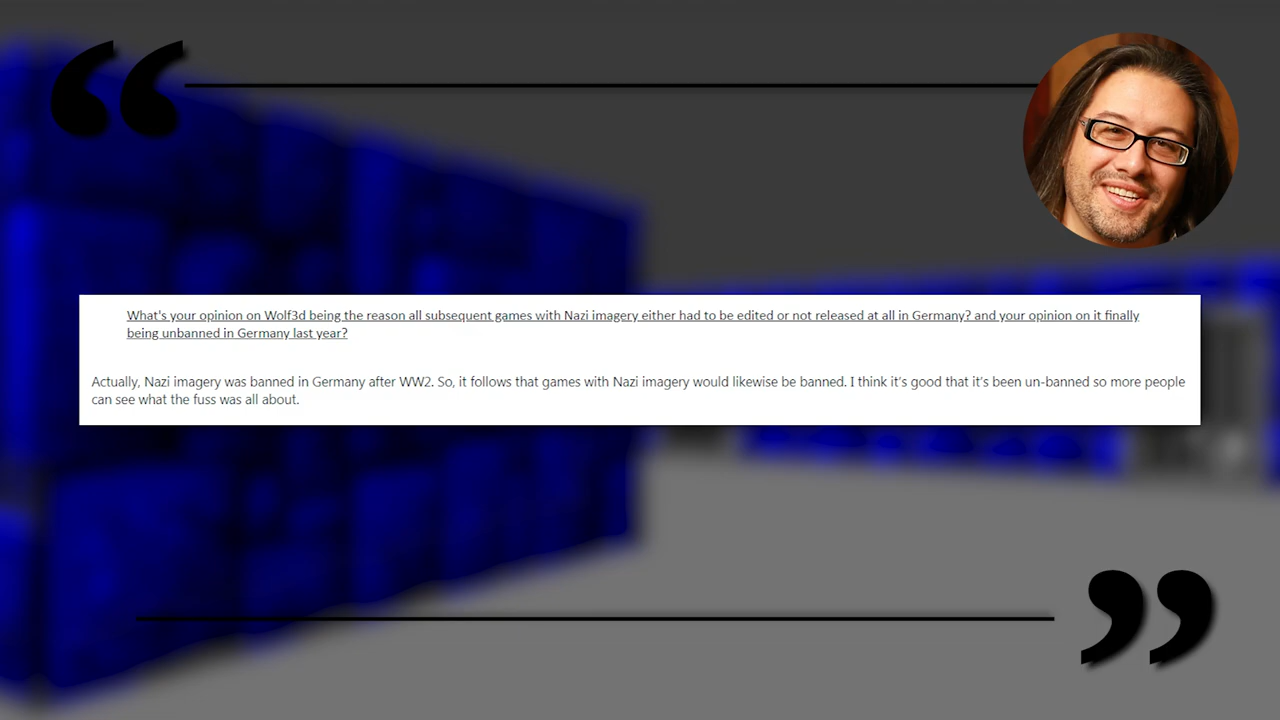 What's your opinion on Wolf3d being the reason all subsequent games with Nazi imagery either had to be edited or not released at all in Germany? and your opinion on it finally
being unbanned in Germany last year?
Actually, Nazi imagery was banned in Germany after WW2. So, it follows that games with Nazi imagery would likewise be banned. I think it's good that it's been un-banned so more people
can see what the fuss was all about.